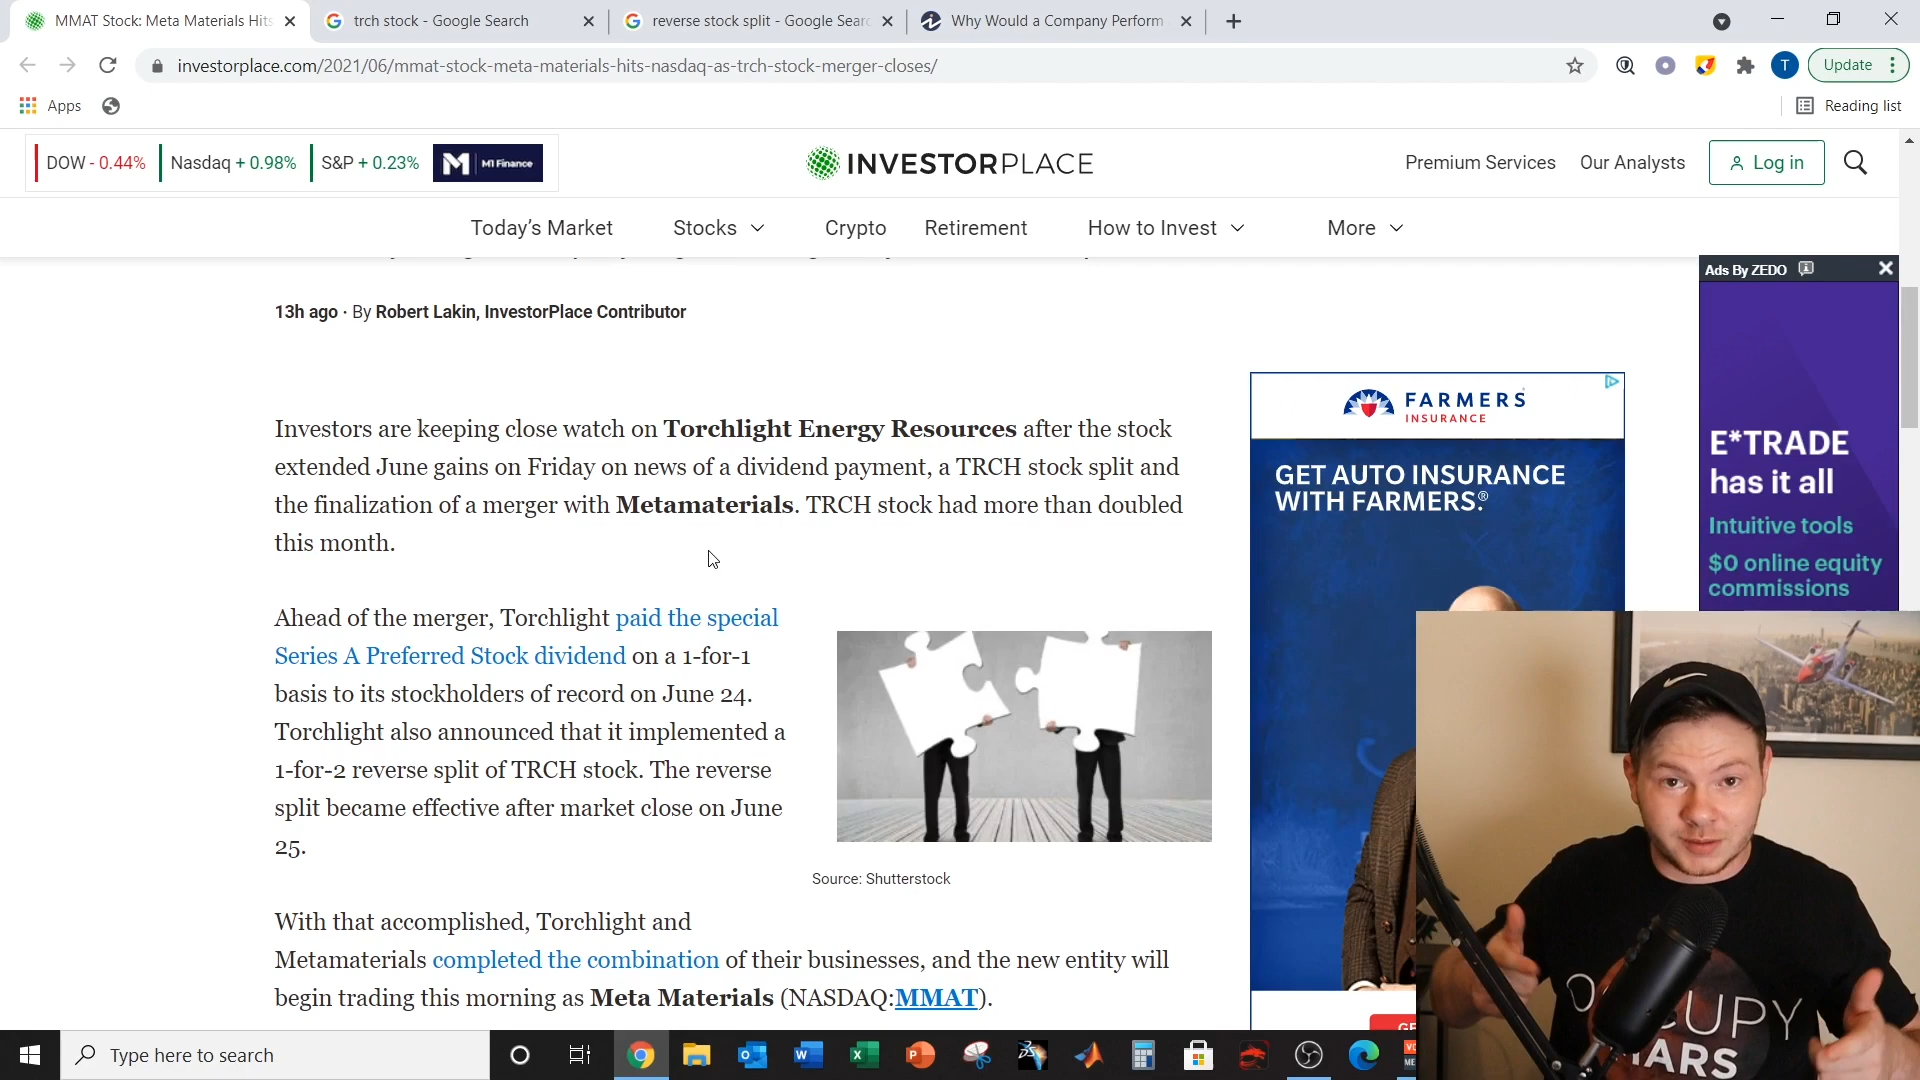 MMAT Stock: Meta Materials Hits
trch stock - Google Search
reverse stock split - Google Searc
Why Would a Company Perform
investorplace.com/2021/06/mmat-stock-meta-materials-hits-nasdaq-as-trch-stock-merger-closes/
T
Update
Apps
Reading list
DOW - 0.44%
Nasdaq + 0.98%
S&P + 0.23%
M1 Finance
INVESTORPLACE
Premium Services
Our Analysts
Log in
Today's Market
Stocks
Crypto
Retirement
How to Invest
More
Ads By ZEDO
13h ago · By Robert Lakin, InvestorPlace Contributor
Investors are keeping close watch on Torchlight Energy Resources after the stock
extended June gains on Friday on news of a dividend payment, a TRCH stock split and
the finalization of a merger with Metamaterials. TRCH stock had more than doubled
this month.
Ahead of the merger, Torchlight paid the special
Series A Preferred Stock dividend on a 1-for-1
basis to its stockholders of record on June 24.
Torchlight also announced that it implemented a
1-for-2 reverse split of TRCH stock. The reverse
split became effective after market close on June
25.
Source: Shutterstock
With that accomplished, Torchlight and
Metamaterials completed the combination of their businesses, and the new entity will
begin trading this morning as Meta Materials (NASDAQ:MMAT).
FARMERS
INSURANCE
GET AUTO INSURANCE
WITH FARMERS.®
GE
E*TRADE
has it all
Intuitive tools
$0 online equity
commissions
CUPY
MARS
Type here to search